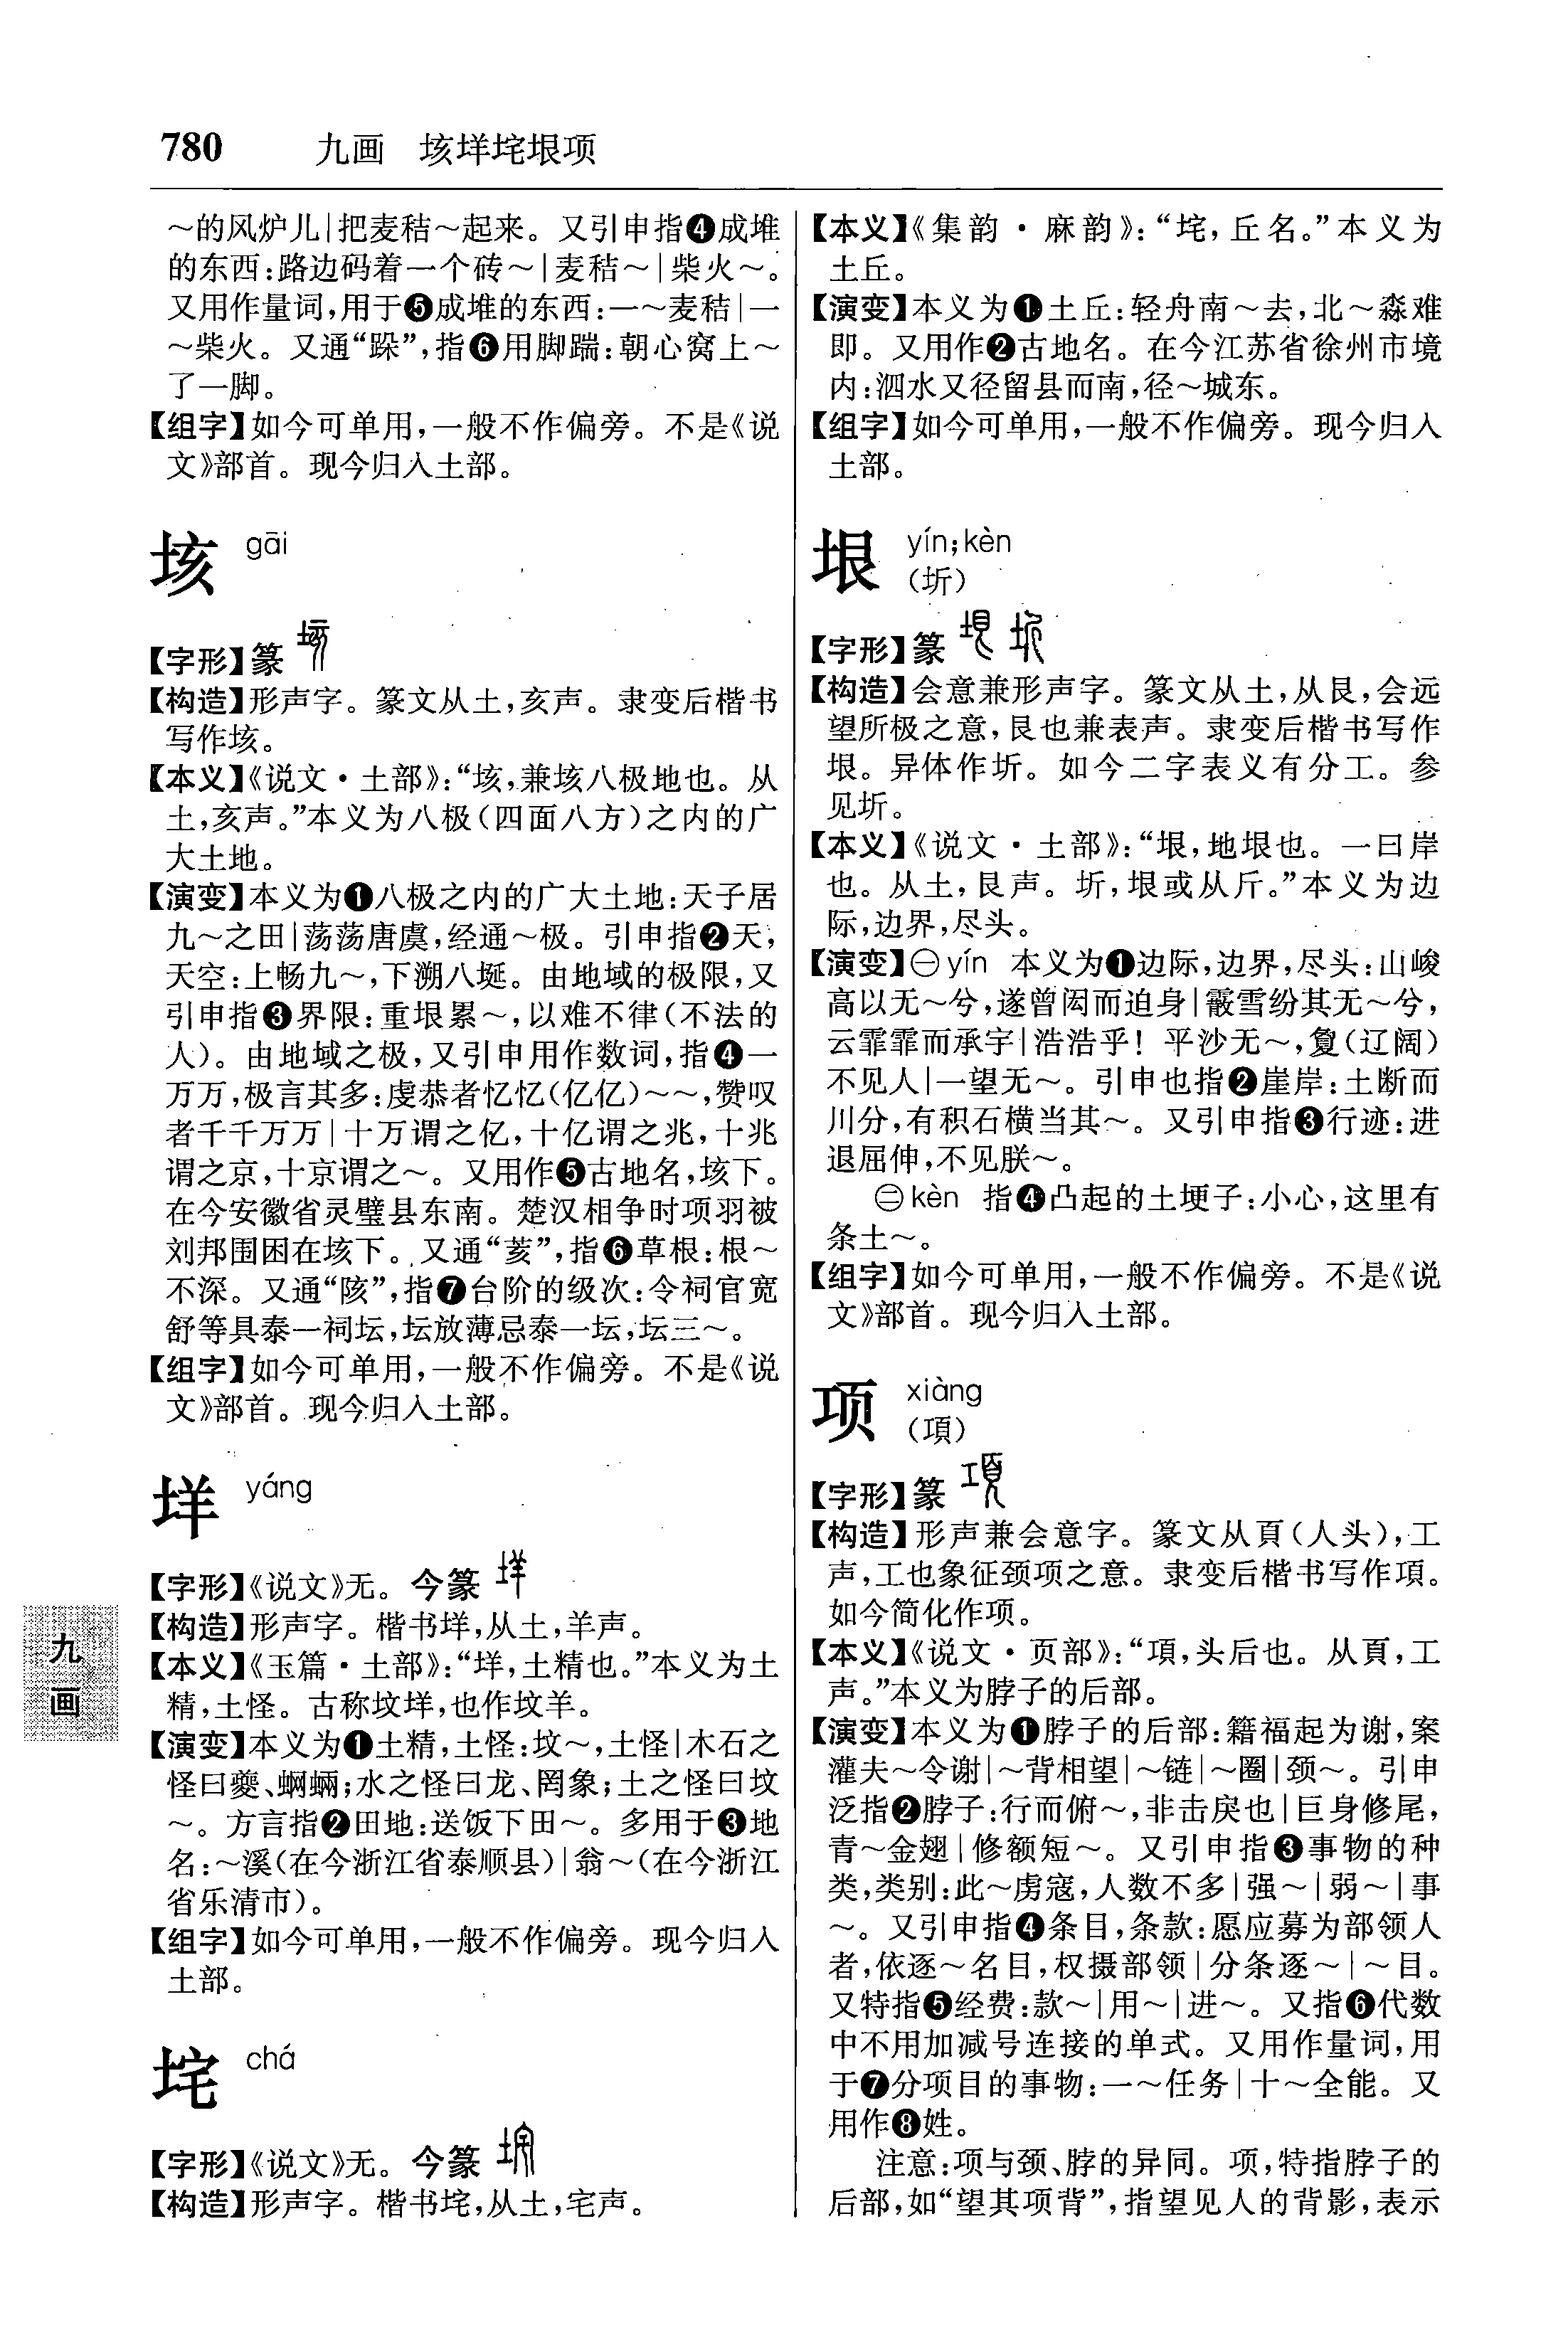 780 九画 垓垟垞垠项
～的风炉儿|把麦秸～起来。又引申指❹成堆
的东西:路边码着一个砖～|麦秸～|柴火～。
又用作量词,用于❺成堆的东西:一～麦秸|一
～柴火。又通“跺”,指❻用脚踹:朝心窝上～
了一脚。
【组字】如今可单用,一般不作偏旁。不是《说
文》部首。现今归入土部。
垓 gāi
【字形】篆
【构造】形声字。篆文从土,亥声。隶变后楷书
写作垓。
【本义】《说文·土部》:“垓,兼垓八极地也。从
土,亥声。”本义为八极(四面八方)之内的广
大土地。
【演变】本义为❶八极之内的广大土地:天子居
九～之田|荡荡唐虞,经通～极。引申指❷天,
天空:上畅九～,下溯八埏。由地域的极限,又
引申指❸界限:重垠累～,以难不律(不法的
人)。由地域之极,又引申用作数词,指❹一
万万,极言其多:虔恭者忆忆(亿亿)～～,赞叹
者千千万万|十万谓之亿,十亿谓之兆,十兆
谓之京,十京谓之～。又用作❺古地名,垓下。
在今安徽省灵璧县东南。楚汉相争时项羽被
刘邦围困在垓下。又通“荄”,指❻草根:根～
不深。又通“陔”,指❼台阶的级次:令祠官宽
舒等具泰一祠坛,坛放薄忌泰一坛,坛三～。
【组字】如今可单用,一般不作偏旁。不是《说
文》部首。现今归入土部。
垟 yáng
【字形】《说文》无。今篆
【构造】形声字。楷书垟,从土,羊声。
【本义】《玉篇·土部》:“垟,土精也。”本义为土
精,土怪。古称坟垟,也作坟羊。
【演变】本义为❶土精,土怪:坟～,土怪|木石之
怪曰夔、蝄蜽;水之怪曰龙、罔象;土之怪曰坟
～。方言指❷田地:送饭下田～。多用于❸地
名:～溪(在今浙江省泰顺县)|翁～(在今浙江
省乐清市)。
【组字】如今可单用,一般不作偏旁。现今归入
土部。
垞 chá
【字形】《说文》无。今篆
【构造】形声字。楷书垞,从土,宅声。
【本义】《集韵·麻韵》:“垞,丘名。”本义为
土丘。
【演变】本义为❶土丘:轻舟南～去,北～淼难
即。又用作❷古地名。在今江苏省徐州市境
内:泗水又径留县而南,径～城东。
【组字】如今可单用,一般不作偏旁。现今归入
土部。
垠 yín;kèn
(圻)
【字形】篆
【构造】会意兼形声字。篆文从土,从艮,会远
望所极之意,艮也兼表声。隶变后楷书写作
垠。异体作圻。如今二字表义有分工。参
见圻。
【本义】《说文·土部》:“垠,地垠也。一曰岸
也。从土,艮声。圻,垠或从斤。”本义为边
际,边界,尽头。
【演变】㊀yín 本义为❶边际,边界,尽头:山峻
高以无～兮,遂曾闳而迫身|霰雪纷其无～兮,
云霏霏而承宇|浩浩乎! 平沙无～,敻(辽阔)
不见人|一望无～。引申也指❷崖岸:土断而
川分,有积石横当其～。又引申指❸行迹:进
退屈伸,不见朕～。
㊁kèn 指❹凸起的土埂子:小心,这里有
条土～。
【组字】如今可单用,一般不作偏旁。不是《说
文》部首。现今归入土部。
项 xiàng
(項)
【字形】篆
【构造】形声兼会意字。篆文从頁(人头),工
声,工也象征颈项之意。隶变后楷书写作項。
如今简化作项。
【本义】《说文·页部》:“項,头后也。从頁,工
声。”本义为脖子的后部。
【演变】本义为❶脖子的后部:籍福起为谢,案
灌夫～令谢|～背相望|～链|～圈|颈～。引申
泛指❷脖子:行而俯～,非击戾也|巨身修尾,
青～金翅|修额短～。又引申指❸事物的种
类,类别:此～虏寇,人数不多|强～|弱～|事
～。又引申指❹条目,条款:愿应募为部领人
者,依逐～名目,权摄部领|分条逐～|～目。
又特指❺经费:款～|用～|进～。又指❻代数
中不用加减号连接的单式。又用作量词,用
于❼分项目的事物:一～任务|十～全能。又
用作❽姓。
注意:项与颈、脖的异同。项,特指脖子的
后部,如“望其项背”,指望见人的背影,表示
九
画